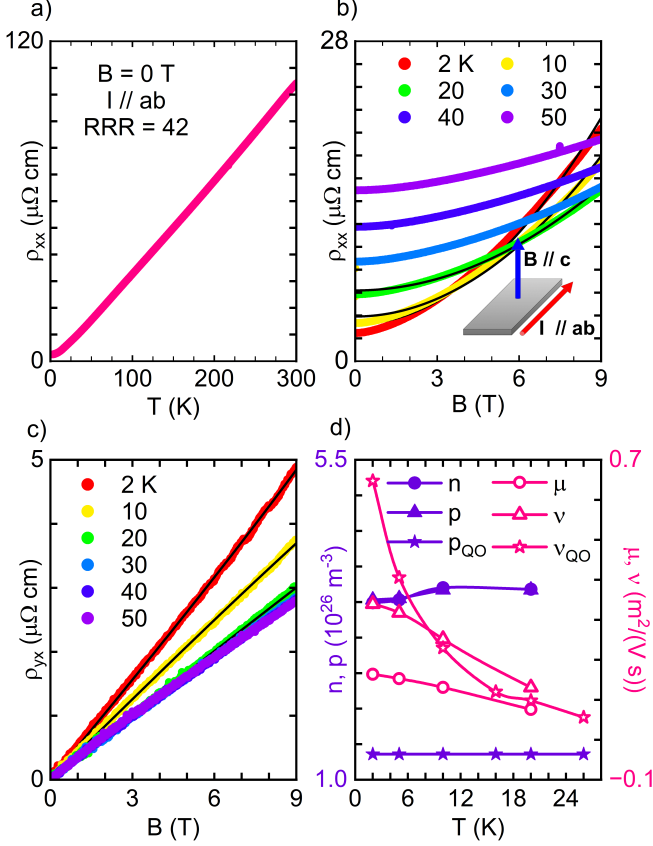 a)
120
B = 0 T
I // ab
RRR = 42
ρxx (μΩ cm)
0
0 100 200 300
T (K)
b)
28
2 K 10
20 30
40 50
ρxx (μΩ cm)
B // c
I // ab
0
0 3 6 9
B (T)
c)
5
2 K
10
20
30
40
50
ρyx (μΩ cm)
0
0 3 6 9
B (T)
d)
5.5 0.7
n μ
p ν
pQO νQO
n, p (10²⁶ m⁻³)
μ, ν (m²/(V s))
1.0 −0.1
0 6 12 18 24
T (K)